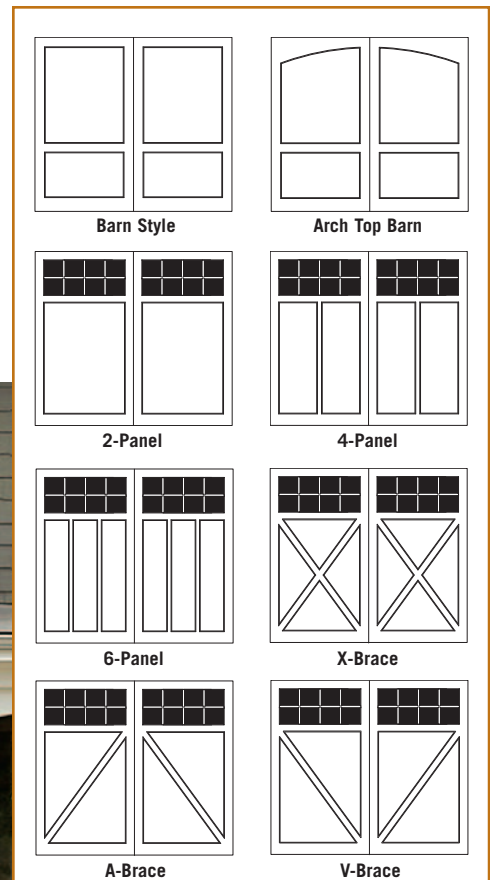 Barn Style
Arch Top Barn
2-Panel
4-Panel
6-Panel
X-Brace
A-Brace
V-Brace